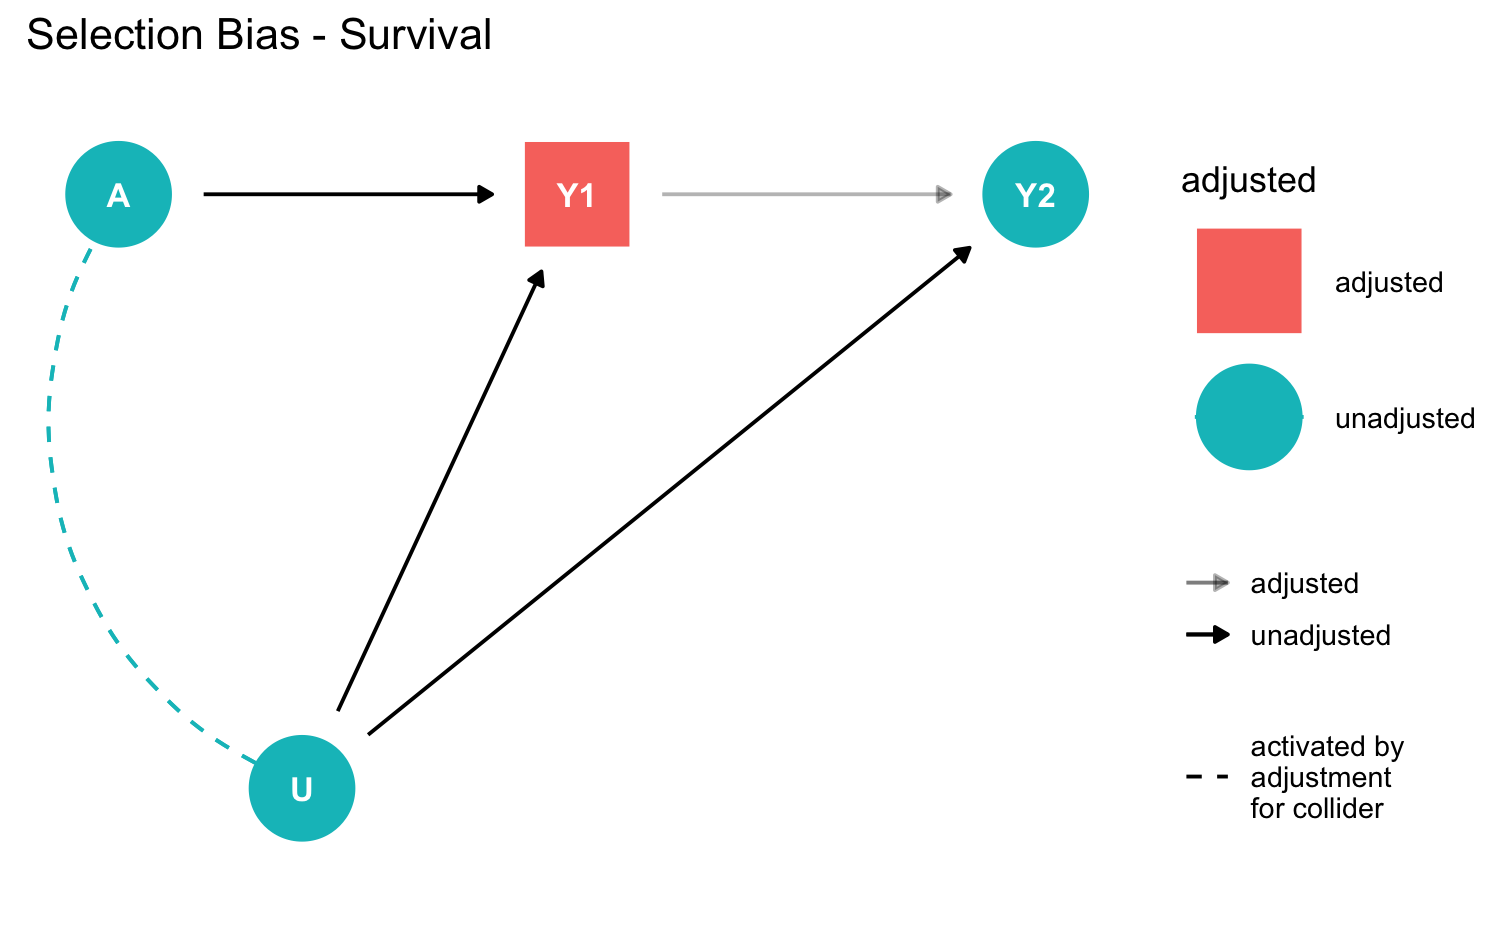 Selection Bias - Survival
A
Y1
Y2
U
adjusted
adjusted
unadjusted
adjusted
unadjusted
activated by
adjustment
for collider